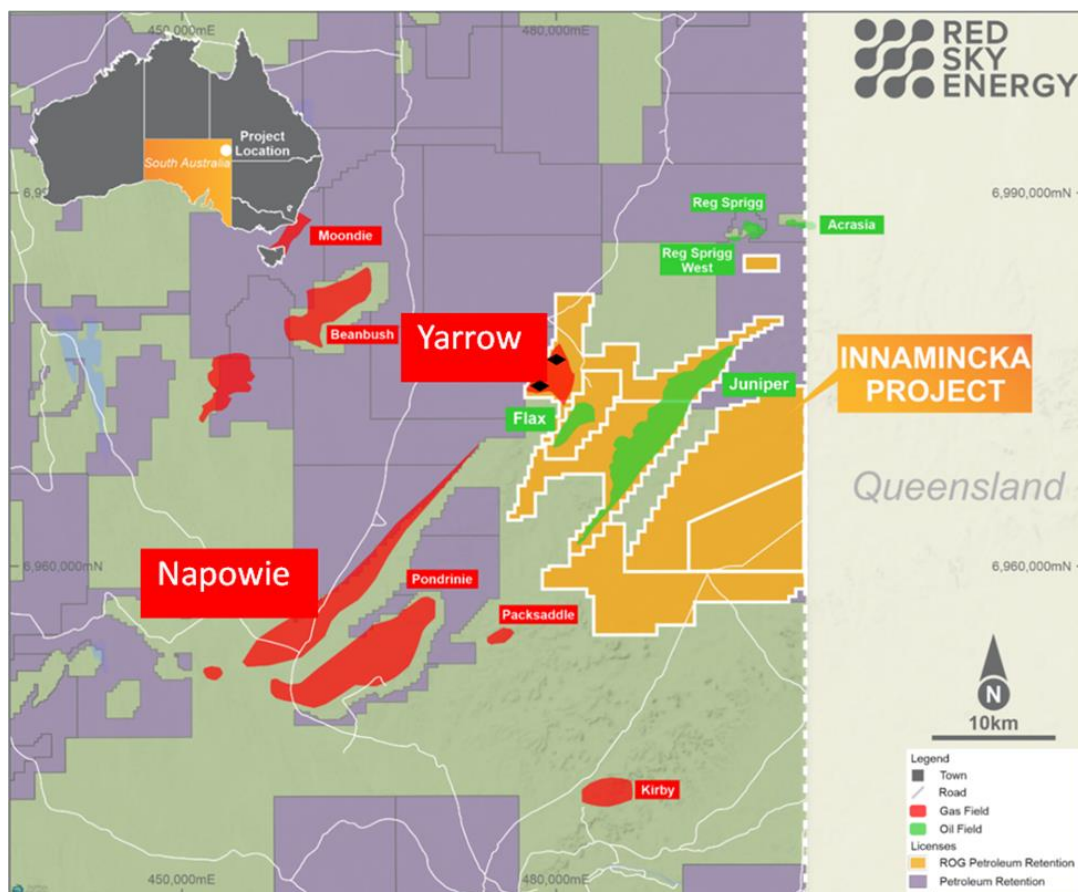 450,000mE
480,000mE
RED
SKY
ENERGY
Project
Location
South Australia
6,990,000mN
Reg Sprigg
Acrasia
Moondie
Reg Sprigg
West
Beanbush
Yarrow
INNAMINCKA
PROJECT
Juniper
Flax
Queensland
Napowie
6,960,000mN
6,960,000mN
Pondrinie
Packsaddle
N
10km
Kirby
Legend
Town
Road
Gas Field
Oil Field
Licenses
ROG Petroleum Retention
Petroleum Retention
450,000mE
480,000mE